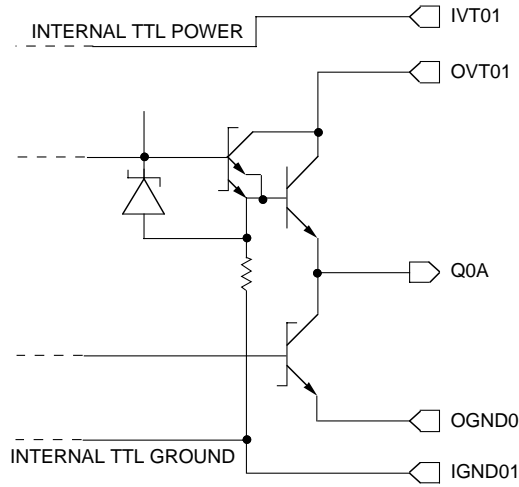 IVT01
INTERNAL TTL POWER
OVT01
Q0A
OGND0
INTERNAL TTL GROUND
IGND01